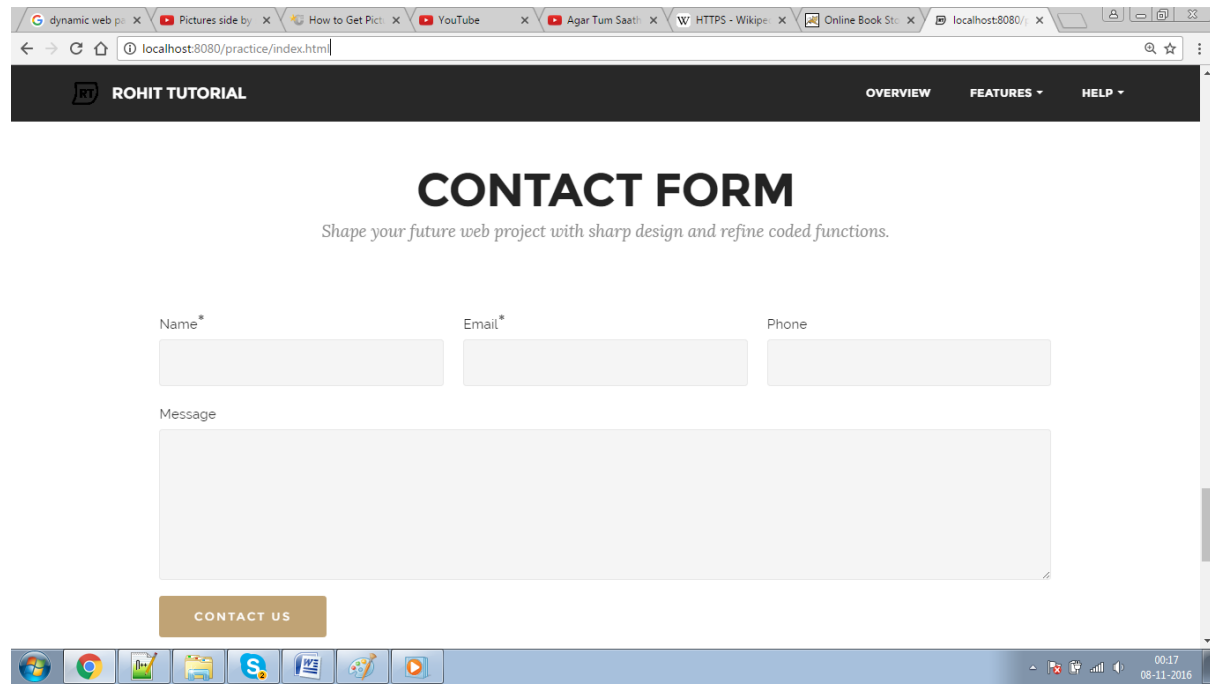 dynamic web pa
Pictures side by
How to Get Pict
YouTube
Agar Tum Saath
HTTPS - Wikiped
Online Book Sto
localhost:8080/p
localhost:8080/practice/index.html
RT
ROHIT TUTORIAL
OVERVIEW
FEATURES
HELP
CONTACT FORM
Shape your future web project with sharp design and refine coded functions.
Name*
Email*
Phone
Message
CONTACT US
2
00:17
08-11-2016